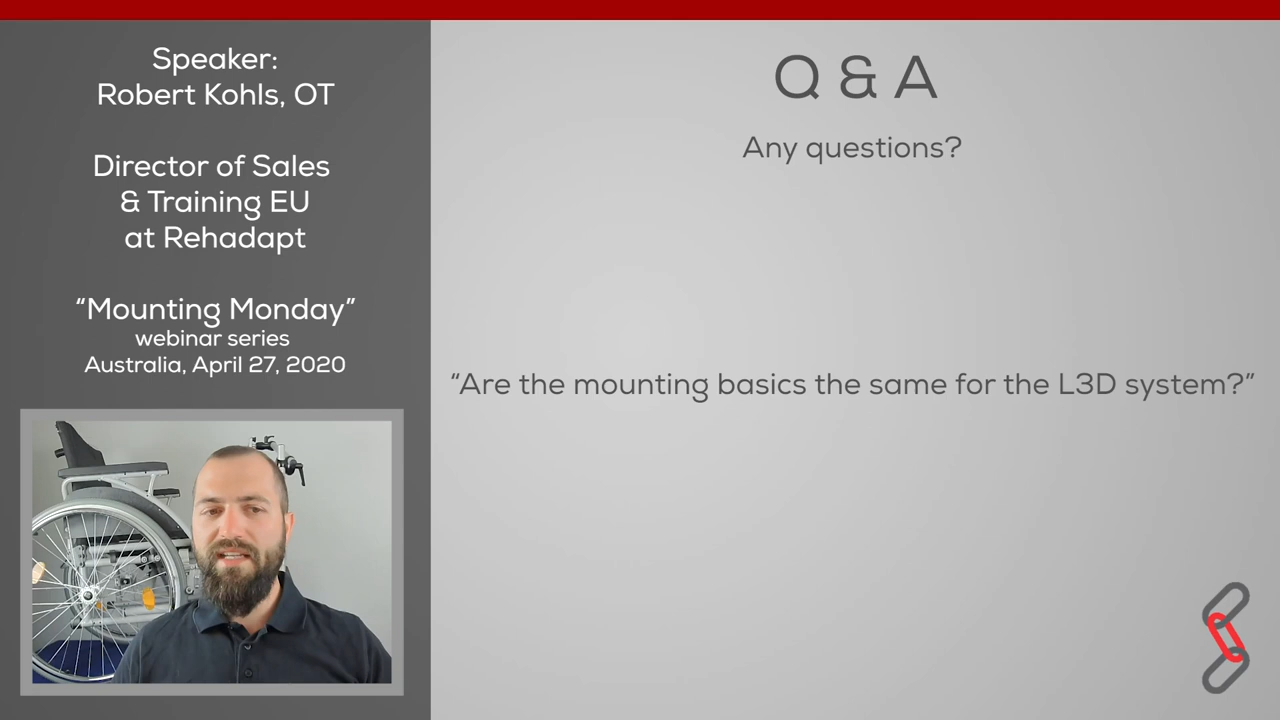 Speaker:
Robert Kohls, OT
Director of Sales
& Training EU
at Rehadapt
“Mounting Monday”
webinar series
Australia, April 27, 2020
Q & A
Any questions?
“Are the mounting basics the same for the L3D system?”